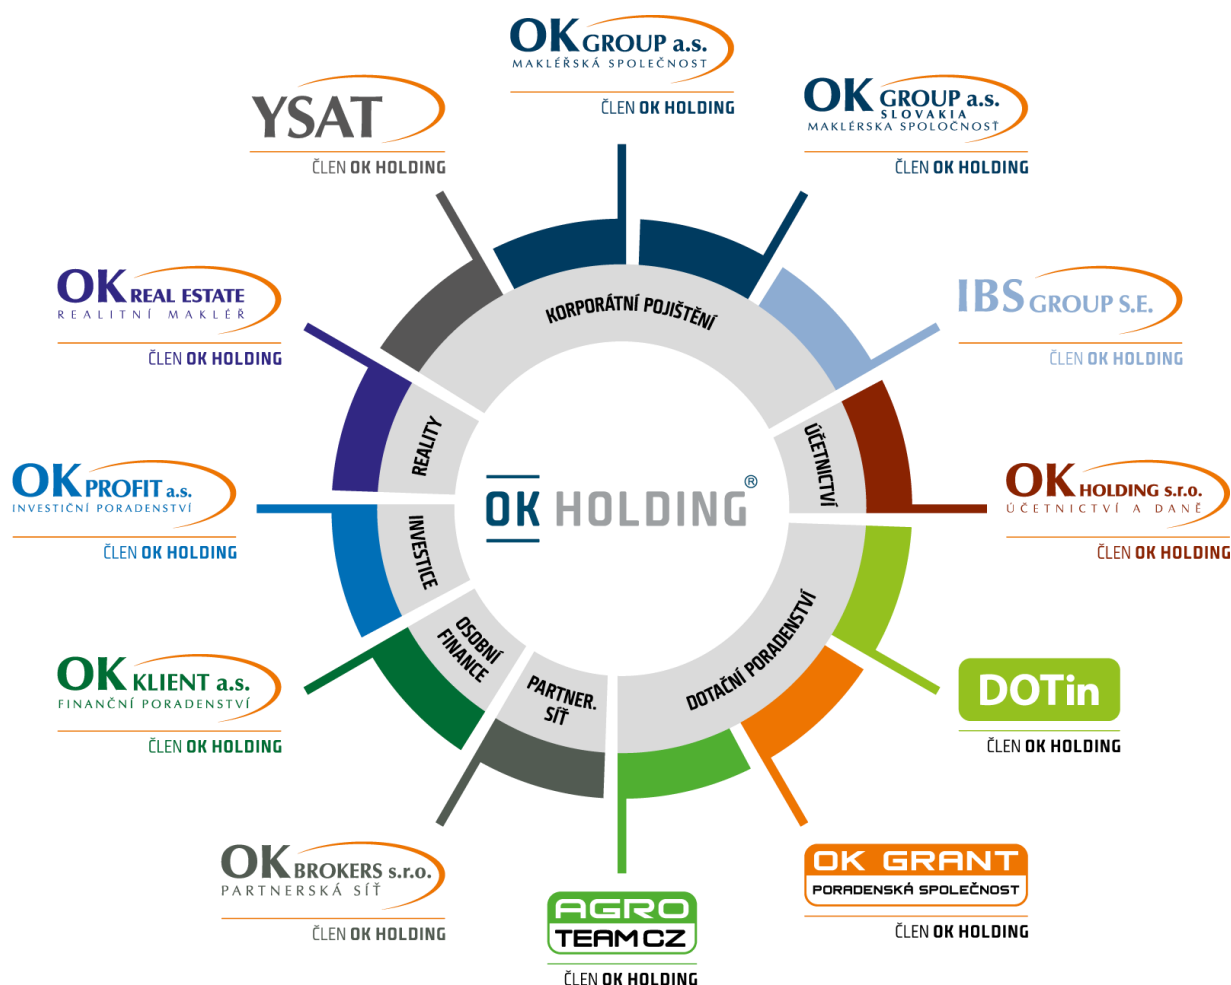 OK GROUP a.s.
MAKLÉŘSKÁ SPOLEČNOST
ČLEN OK HOLDING
OK GROUP a.s.
SLOVAKIA
MAKLÉRSKA SPOLOČNOSŤ
ČLEN OK HOLDING
YSAT
ČLEN OK HOLDING
OK REAL ESTATE
REALITNÍ MAKLÉŘ
ČLEN OK HOLDING
IBS GROUP S.E.
ČLEN OK HOLDING
KORPORÁTNÍ POJIŠTĚNÍ
REALITY
ÚČETNICTVÍ
OK PROFIT a.s.
INVESTIČNÍ PORADENSTVÍ
ČLEN OK HOLDING
OK HOLDING®
OK HOLDING s.r.o.
ÚČETNICTVÍ A DANĚ
ČLEN OK HOLDING
INVESTICE
OSOBNÍ
FINANCE
PARTNER.
SÍŤ
DOTAČNÍ PORADENSTVÍ
OK KLIENT a.s.
FINANČNÍ PORADENSTVÍ
ČLEN OK HOLDING
DOTin
ČLEN OK HOLDING
OK BROKERS s.r.o.
PARTNERSKÁ SÍŤ
ČLEN OK HOLDING
AGRO
TEAM CZ
ČLEN OK HOLDING
OK GRANT
PORADENSKÁ SPOLEČNOST
ČLEN OK HOLDING